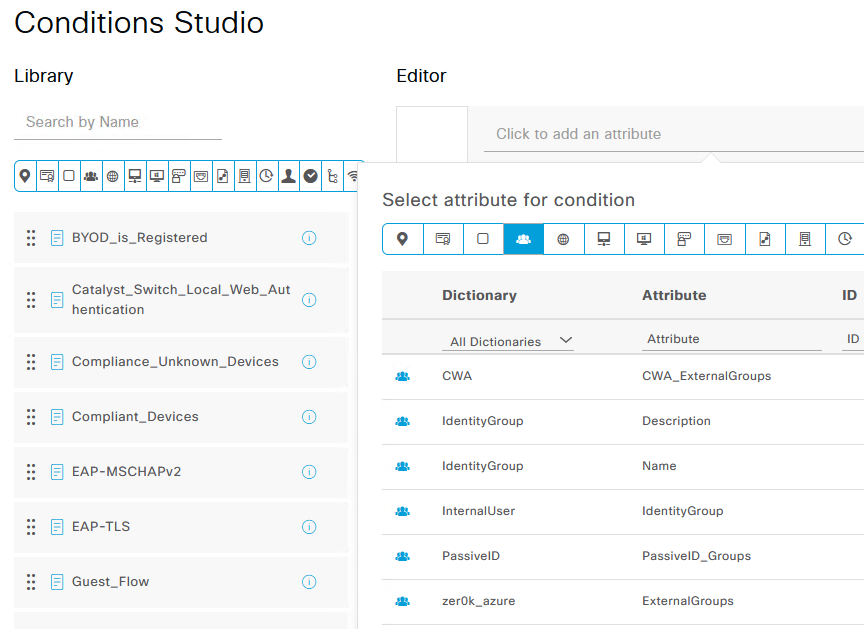 Conditions Studio
Library
Editor
Search by Name
Click to add an attribute
Select attribute for condition
BYOD_is_Registered
Catalyst_Switch_Local_Web_Aut
hentication
Compliance_Unknown_Devices
Compliant_Devices
EAP-MSCHAPv2
EAP-TLS
Guest_Flow
Dictionary Attribute ID
All Dictionaries Attribute ID
CWA CWA_ExternalGroups
IdentityGroup Description
IdentityGroup Name
InternalUser IdentityGroup
PassiveID PassiveID_Groups
zer0k_azure ExternalGroups